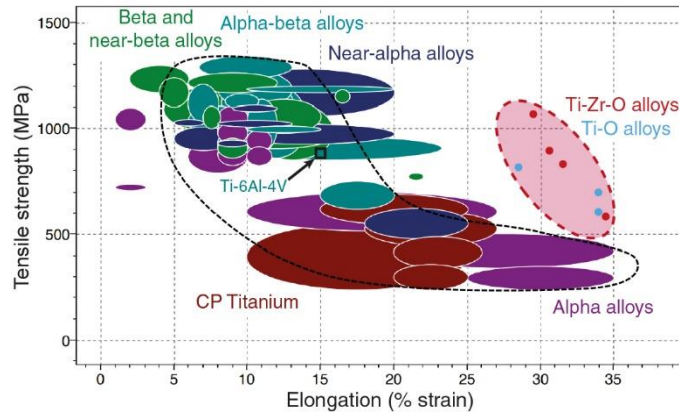 Beta and
near-beta alloys
Alpha-beta alloys
Near-alpha alloys
Ti-Zr-O alloys
Ti-O alloys
Ti-6Al-4V
CP Titanium
Alpha alloys
Tensile strength (MPa)
1500
1000
500
0
0 5 10 15 20 25 30 35
Elongation (% strain)